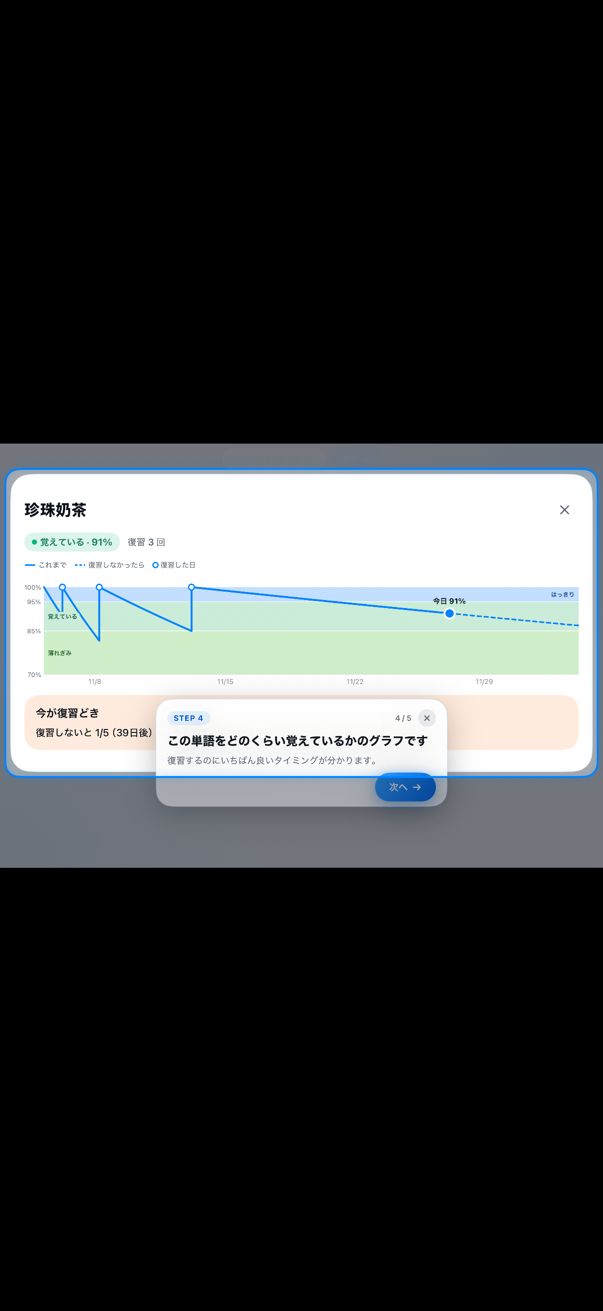 珍珠奶茶
覚えている · 91%
復習 3 回
これまで
復習しなかったら
復習した日
100%
95%
85%
70%
はっきり
覚えている
薄れぎみ
今日 91%
11/8
11/15
11/22
11/29
今が復習どき
復習しないと 1/5（39日後）
STEP 4
4 / 5
この単語をどのくらい覚えているかのグラフです
復習するのにいちばん良いタイミングが分かります。
次へ →